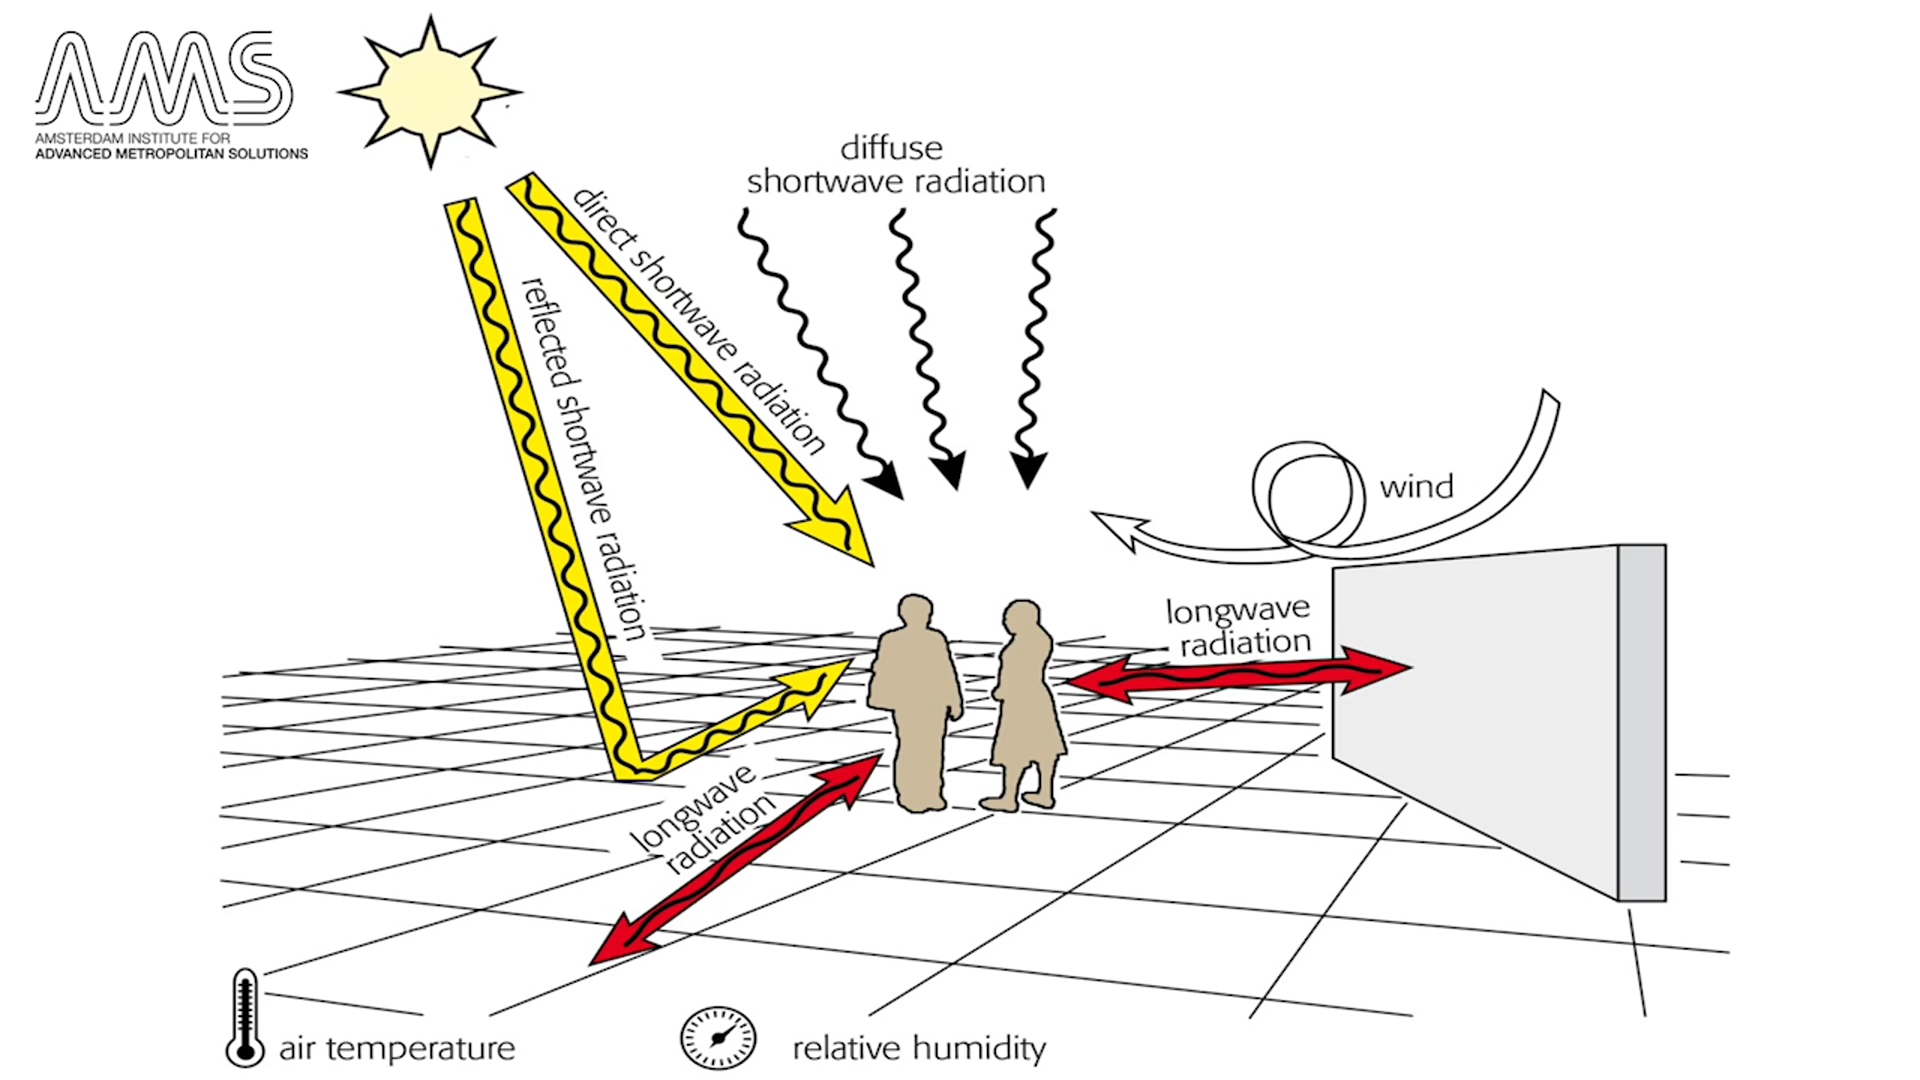 AMS
AMSTERDAM INSTITUTE FOR
ADVANCED METROPOLITAN SOLUTIONS
diffuse
shortwave radiation
direct shortwave radiation
reflected shortwave radiation
wind
longwave
radiation
longwave
radiation
air temperature
relative humidity